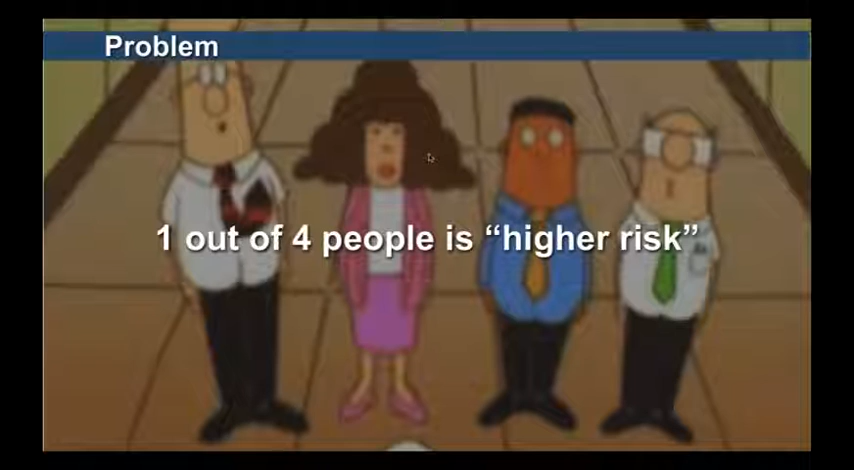 Problem
1 out of 4 people is “higher risk”